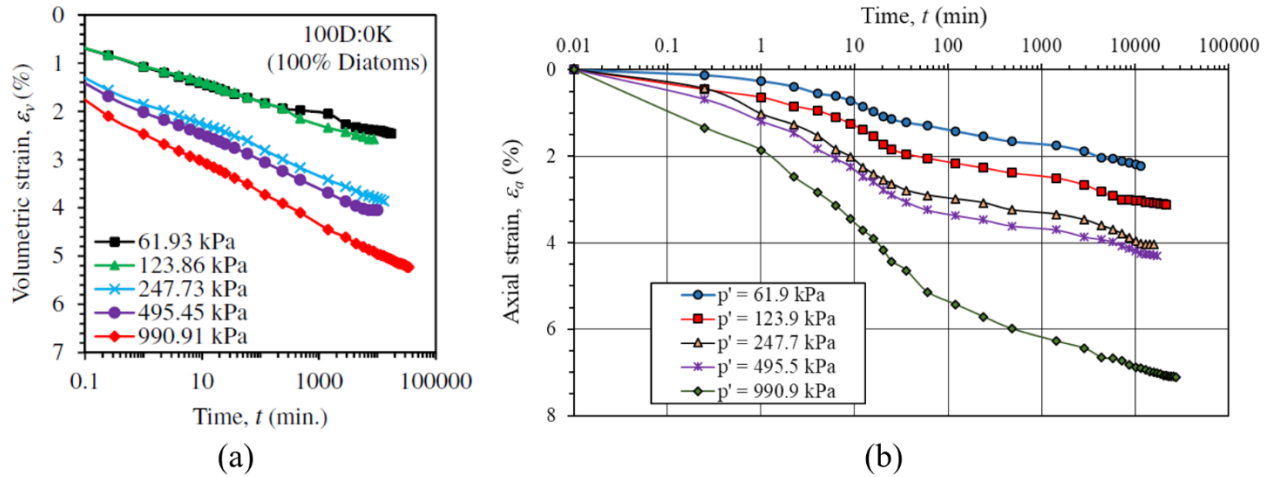 100D:0K
(100% Diatoms)
Volumetric strain, εv (%)
0
1
2
3
4
5
6
7
61.93 kPa
123.86 kPa
247.73 kPa
495.45 kPa
990.91 kPa
0.1 10 1000 100000
Time, t (min.)
(a)
Time, t (min)
0.01 0.1 1 10 100 1000 10000 100000
Axial strain, εa (%)
0
2
4
6
8
p' = 61.9 kPa
p' = 123.9 kPa
p' = 247.7 kPa
p' = 495.5 kPa
p' = 990.9 kPa
(b)